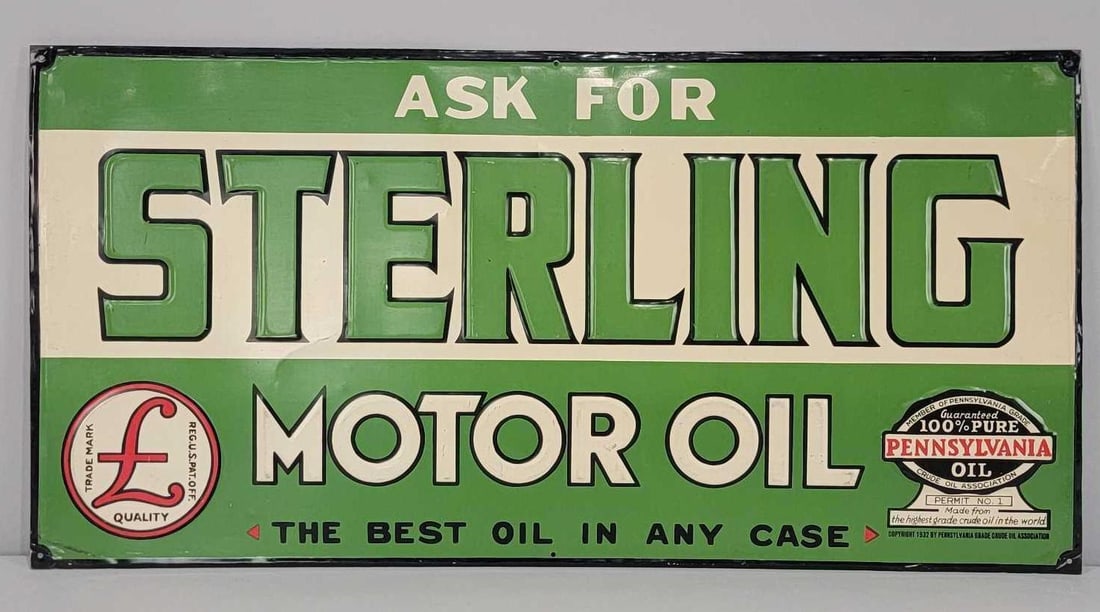 ASK FOR
STERLING
MOTOR OIL
THE BEST OIL IN ANY CASE
TRADE MARK
£
REG.U.S.PAT.OFF.
QUALITY
MEMBER OF PENNSYLVANIA GRADE
Guaranteed
100% PURE
PENNSYLVANIA
OIL
CRUDE OIL ASSOCIATION
PERMIT NO. 1
Made from
the highest grade crude oil in the world
COPYRIGHT 1932 BY PENNSYLVANIA GRADE CRUDE OIL ASSOCIATION